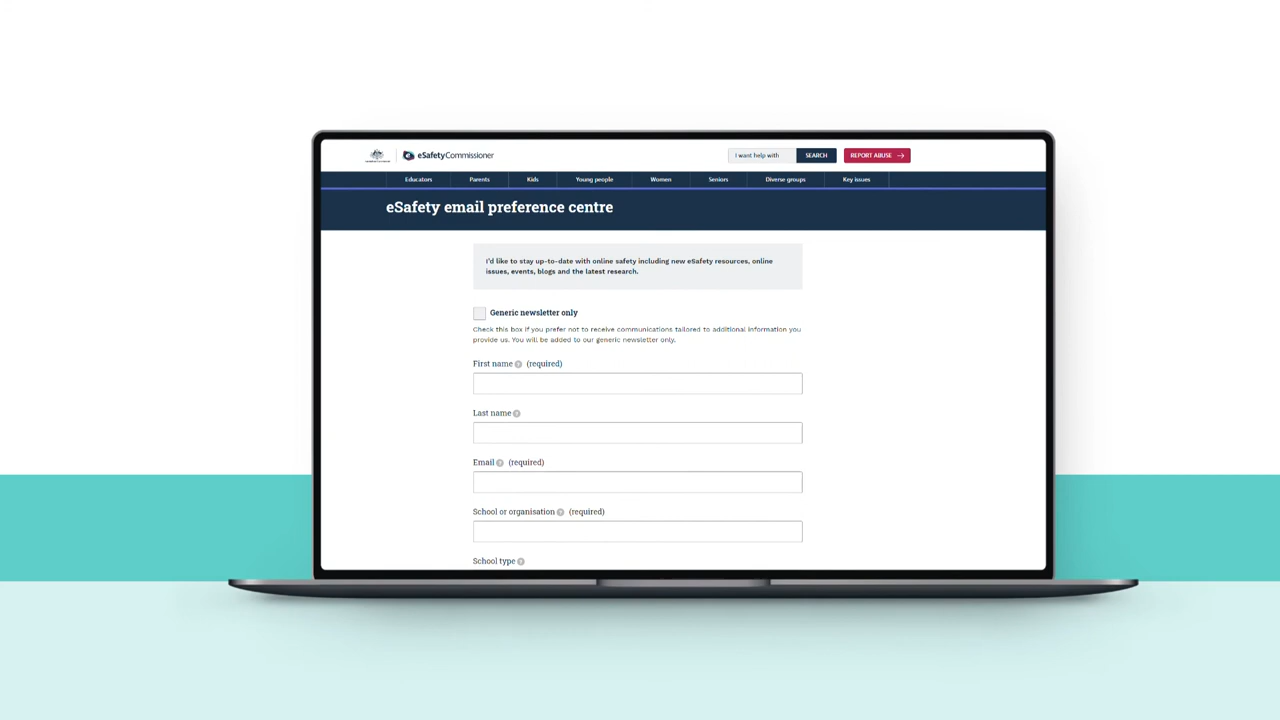 eSafetyCommissioner
I want help with
SEARCH
REPORT ABUSE
Educators
Parents
Kids
Young people
Women
Seniors
Diverse groups
Key issues
eSafety email preference centre
I'd like to stay up-to-date with online safety including new eSafety resources, online
issues, events, blogs and the latest research.
Generic newsletter only
Check this box if you prefer not to receive communications tailored to additional information you
provide us. You will be added to our generic newsletter only.
First name ? (required)
Last name ?
Email ? (required)
School or organisation ? (required)
School type ?